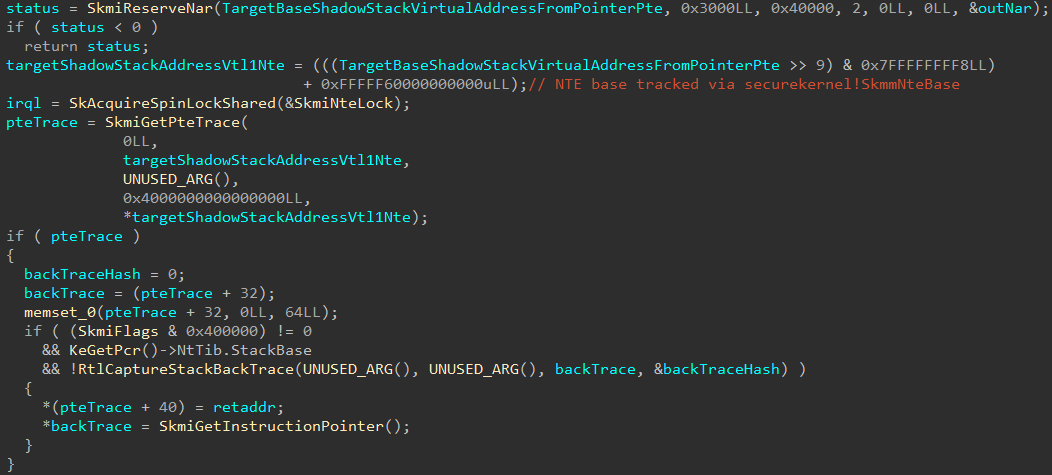 status = SkmiReserveNar(TargetBaseShadowStackVirtualAddressFromPointerPte, 0x3000LL, 0x40000, 2, 0LL, 0LL, &outNar);
if ( status < 0 )
  return status;
targetShadowStackAddressVtl1Nte = (((TargetBaseShadowStackVirtualAddressFromPointerPte >> 9) & 0x7FFFFFFFF8LL)
                                + 0xFFFFF60000000000uLL);// NTE base tracked via securekernel!SkmmNteBase
irql = SkAcquireSpinLockShared(&SkmiNteLock);
pteTrace = SkmiGetPteTrace(
             0LL,
             targetShadowStackAddressVtl1Nte,
             UNUSED_ARG(),
             0x4000000000000000LL,
             *targetShadowStackAddressVtl1Nte);
if ( pteTrace )
{
  backTraceHash = 0;
  backTrace = (pteTrace + 32);
  memset_0(pteTrace + 32, 0LL, 64LL);
  if ( (SkmiFlags & 0x400000) != 0
    && KeGetPcr()->NtTib.StackBase
    && !RtlCaptureStackBackTrace(UNUSED_ARG(), UNUSED_ARG(), backTrace, &backTraceHash) )
  {
    *(pteTrace + 40) = retaddr;
    *backTrace = SkmiGetInstructionPointer();
  }
}